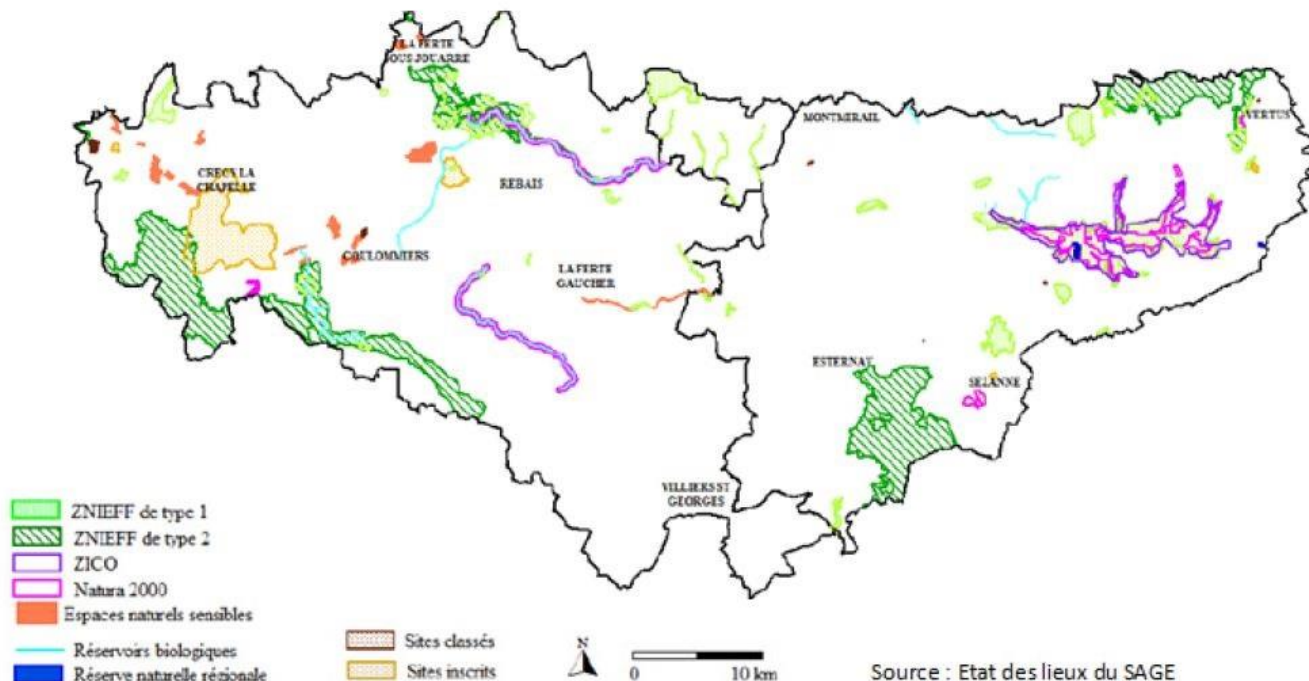 LA FERTE
SOUS JOUARRE
MONTMIRAIL
VERTUS
CRECY LA
CHAPELLE
REBAIS
COULOMMIERS
LA FERTE
GAUCHER
ESTERNAY
SEZANNE
VILLIERS ST
GEORGES
ZNIEFF de type 1
ZNIEFF de type 2
ZICO
Natura 2000
Espaces naturels sensibles
Réservoirs biologiques
Réserve naturelle régionale
Sites classés
Sites inscrits
N
0 10 km
Source : Etat des lieux du SAGE